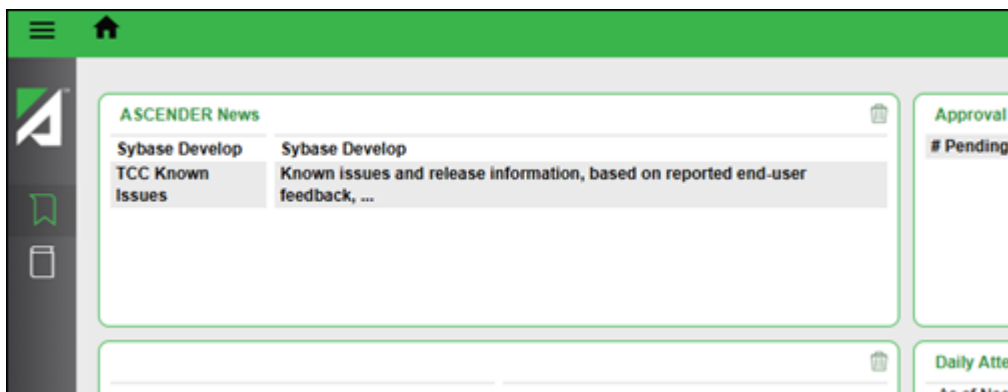 ASCENDER News
Sybase Develop Sybase Develop
TCC Known Known issues and release information, based on reported end-user
Issues feedback, ...
Approval
# Pending
Daily Atte